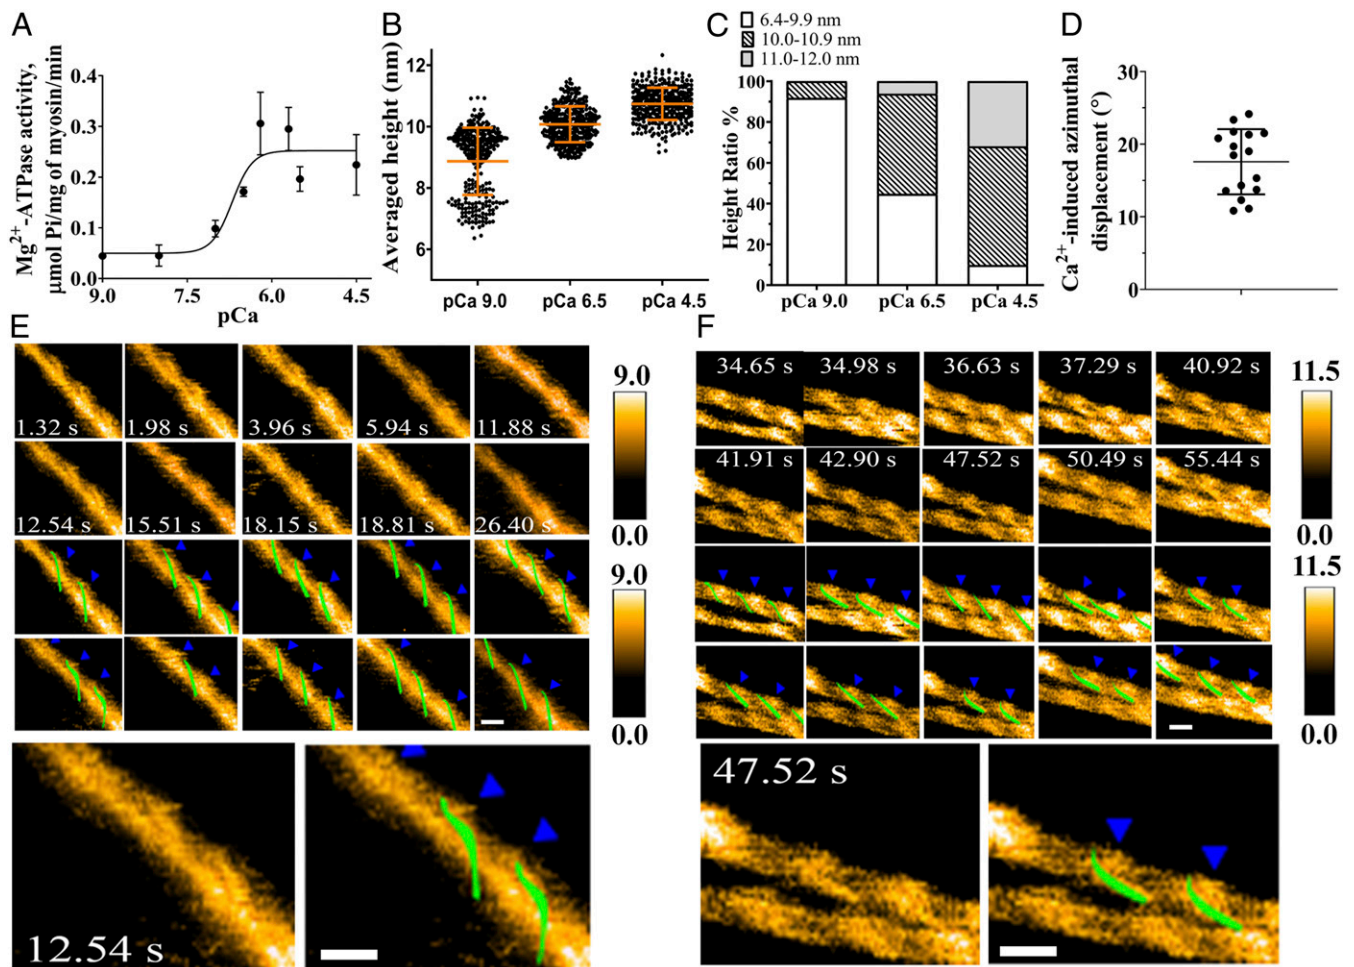 A
Mg2+-ATPase activity,
μmol Pi/mg of myosin/min
0.4
0.3
0.2
0.1
0.0
9.0 7.5 6.0 4.5
pCa
B
Averaged height (nm)
12
10
8
6
pCa 9.0 pCa 6.5 pCa 4.5
C
6.4-9.9 nm
10.0-10.9 nm
11.0-12.0 nm
Height Ratio %
100
80
60
40
20
0
pCa 9.0 pCa 6.5 pCa 4.5
D
Ca2+-induced azimuthal
displacement (°)
30
20
10
0
E
1.32 s 1.98 s 3.96 s 5.94 s 11.88 s
12.54 s 15.51 s 18.15 s 18.81 s 26.40 s
9.0
0.0
9.0
0.0
12.54 s
F
34.65 s 34.98 s 36.63 s 37.29 s 40.92 s
41.91 s 42.90 s 47.52 s 50.49 s 55.44 s
11.5
0.0
11.5
0.0
47.52 s